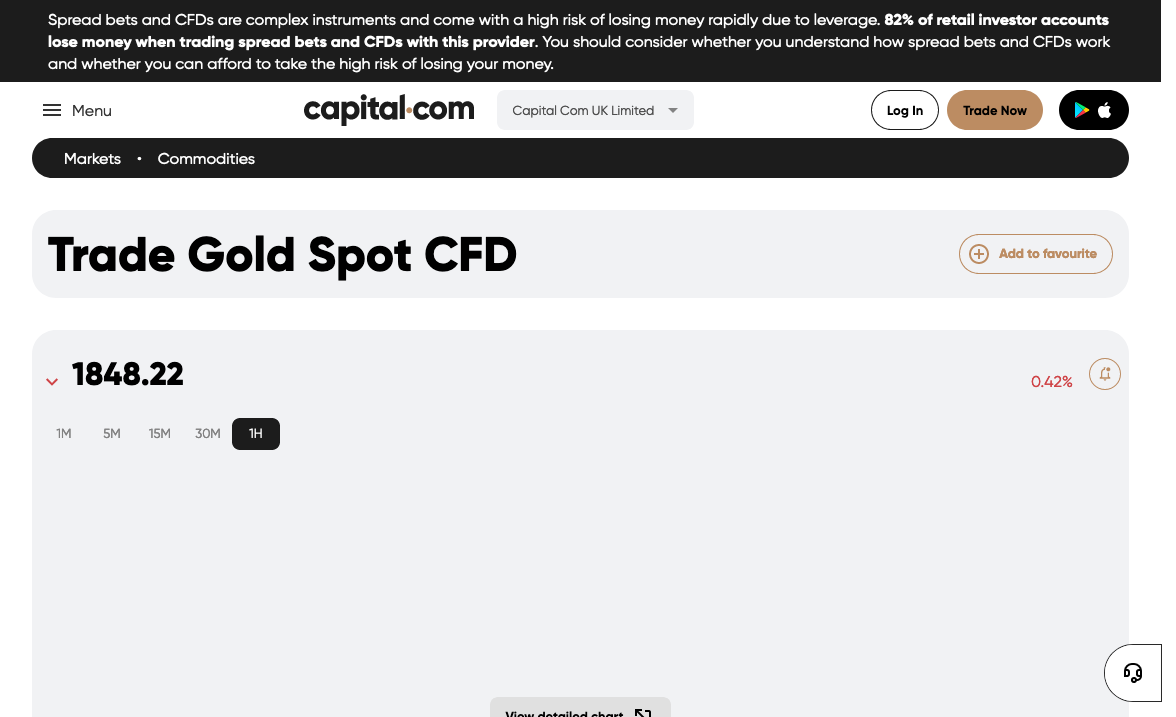 Spread bets and CFDs are complex instruments and come with a high risk of losing money rapidly due to leverage. 82% of retail investor accounts
lose money when trading spread bets and CFDs with this provider. You should consider whether you understand how spread bets and CFDs work
and whether you can afford to take the high risk of losing your money.
Menu
capital.com
Capital Com UK Limited
Log In
Trade Now
Markets • Commodities
Trade Gold Spot CFD
Add to favourite
1848.22
0.42%
1M 5M 15M 30M 1H
View detailed chart